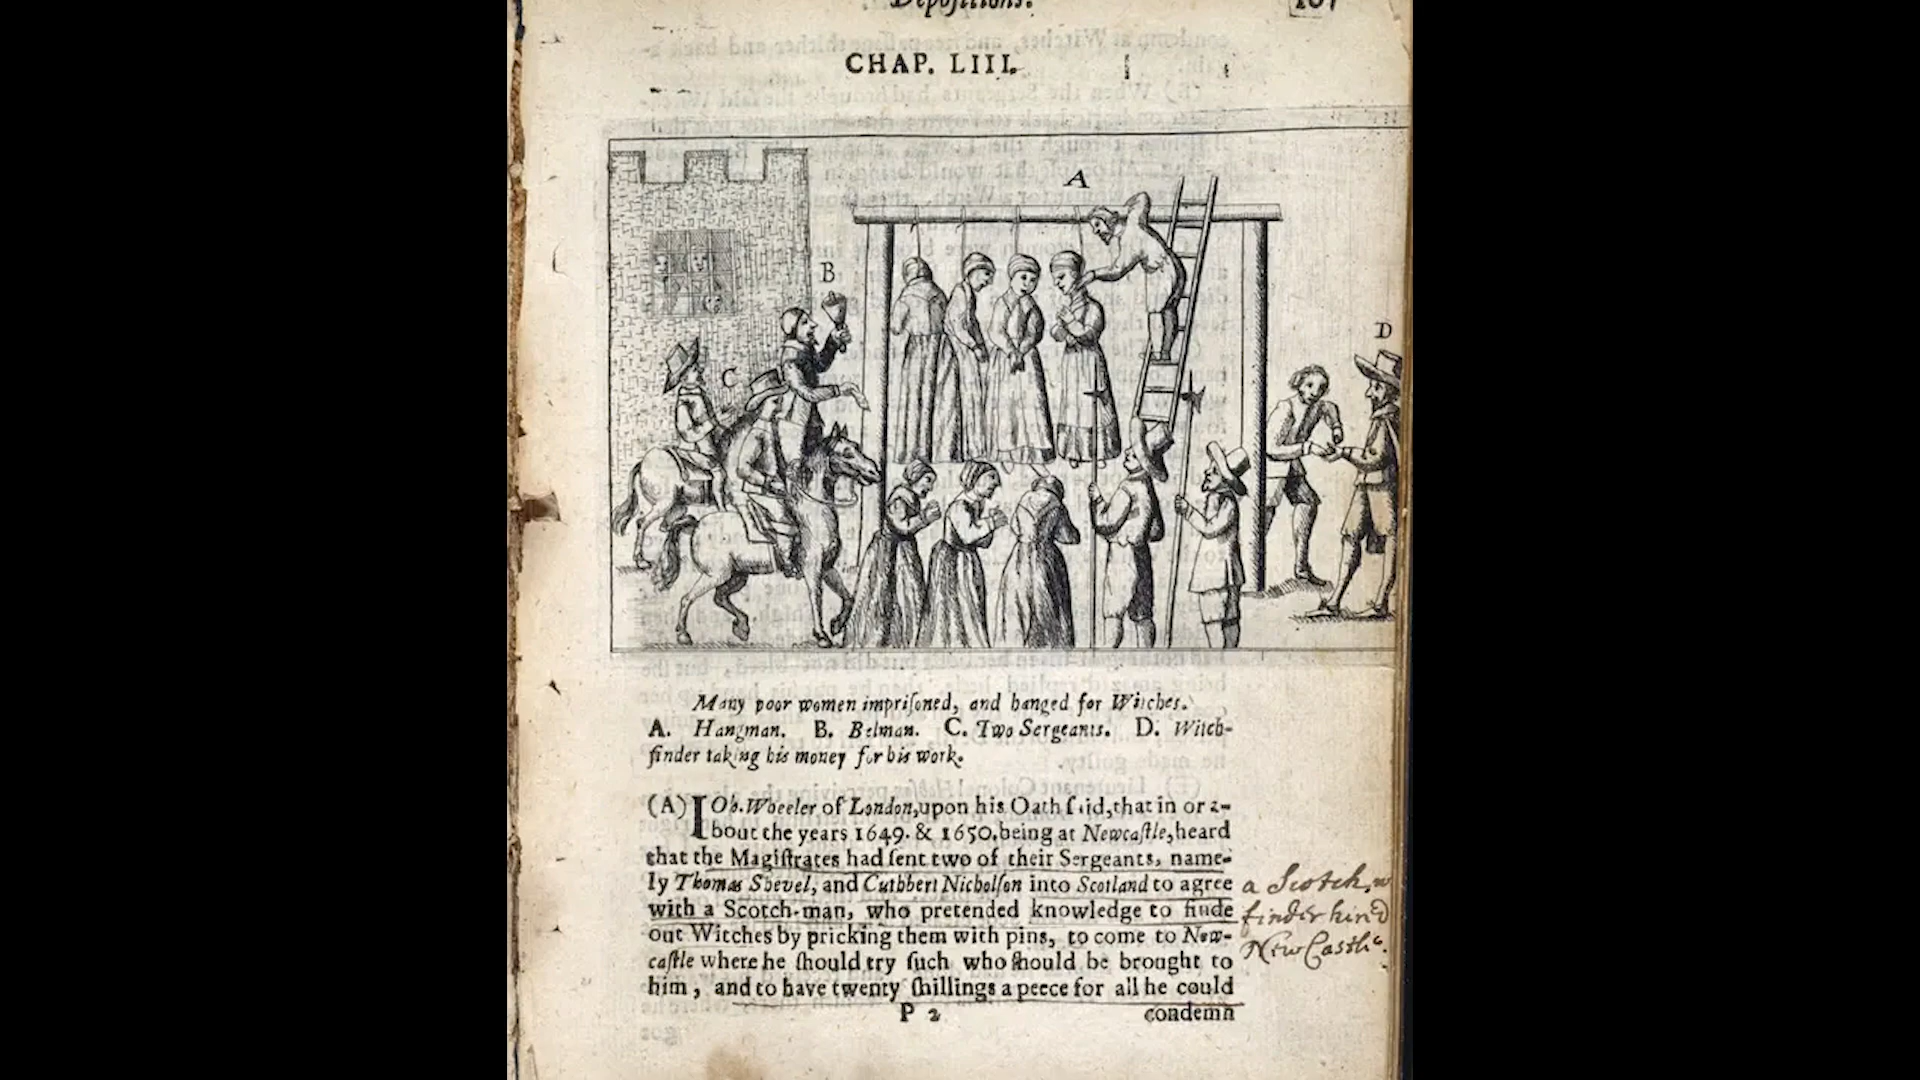 Depoſitions. 107
CHAP. LIII.
A
B
C
D
Many poor women impriſoned, and hanged for Witches.
A. Hangman. B. Belman. C. Two Sergeants. D. Witch-
finder taking his money for his work.
(A) IOh. Wheeler of London, upon his Oath ſaid, that in or a-
bout the years 1649. & 1650. being at Newcaſtle, heard
that the Magiſtrates had ſent two of their Sergeants, name-
ly Thomas Shevel, and Cuthbert Nicholſon into Scotland to agree
with a Scotch-man, who pretended knowledge to finde
out Witches by pricking them with pins, to come to New-
caſtle where he ſhould try ſuch who ſhould be brought to
him, and to have twenty ſhillings a peece for all he could
P 2 condemn
a Scotch
finder hired
New Castle.